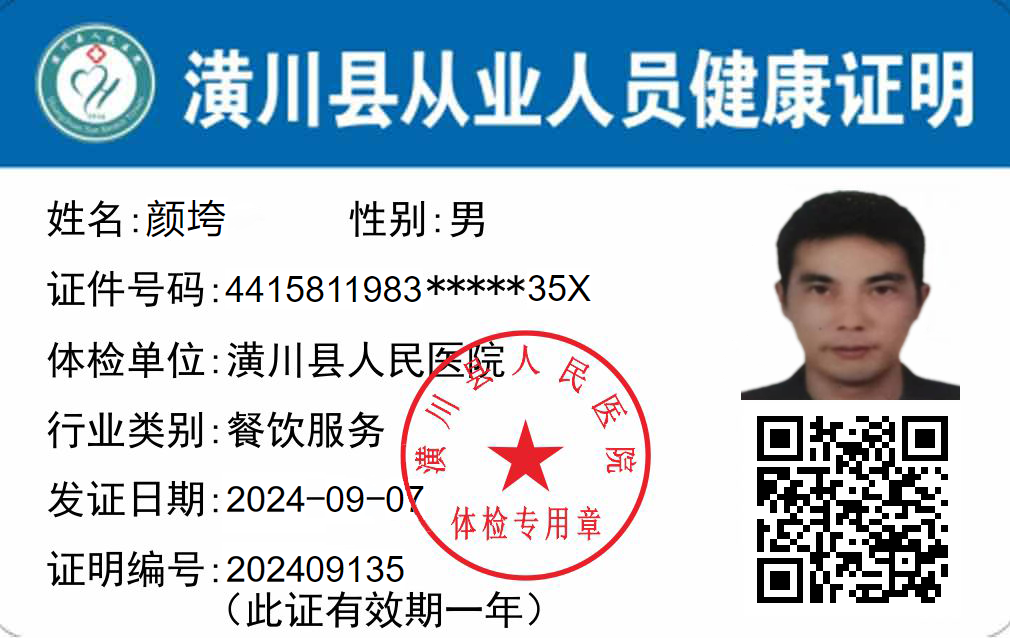 潢川县从业人员健康证明
姓名:颜垮 性别:男
证件号码:4415811983*****35X
体检单位:潢川县人民医院
行业类别:餐饮服务
发证日期:2024-09-07
证明编号:202409135
（此证有效期一年）
潢川县人民医院
体检专用章